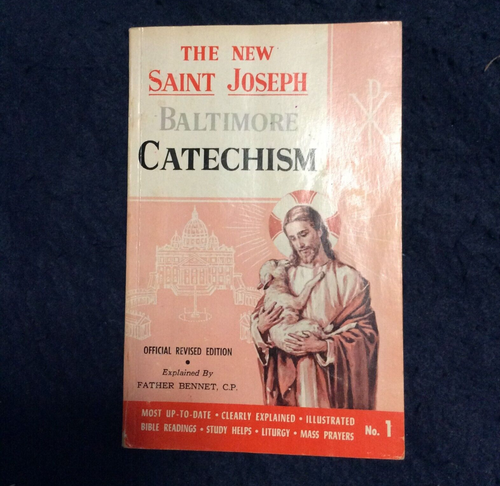 THE NEW
SAINT JOSEPH
BALTIMORE
CATECHISM
OFFICIAL REVISED EDITION
•
Explained By
FATHER BENNET, C.P.
MOST UP-TO-DATE • CLEARLY EXPLAINED • ILLUSTRATED
BIBLE READINGS • STUDY HELPS • LITURGY • MASS PRAYERS
No. 1